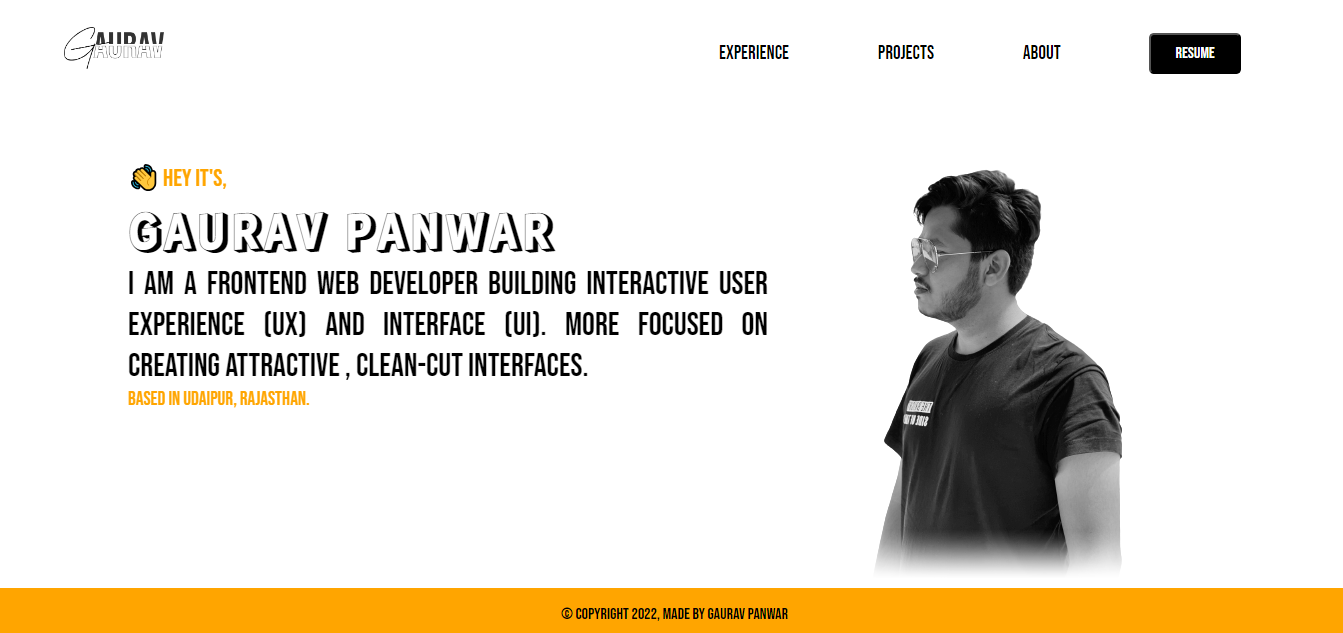 GAURAV
EXPERIENCE
PROJECTS
ABOUT
RESUME
👋 HEY IT'S,
GAURAV PANWAR
I AM A FRONTEND WEB DEVELOPER BUILDING INTERACTIVE USER
EXPERIENCE (UX) AND INTERFACE (UI). MORE FOCUSED ON
CREATING ATTRACTIVE , CLEAN-CUT INTERFACES.
BASED IN UDAIPUR, RAJASTHAN.
© COPYRIGHT 2022, MADE BY GAURAV PANWAR